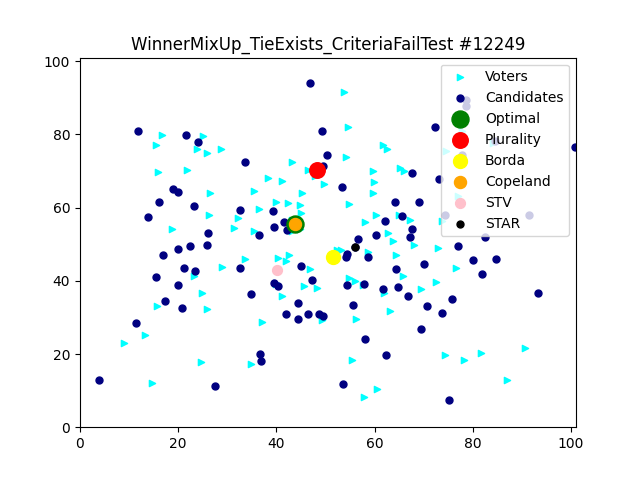 WinnerMixUp_TieExists_CriteriaFailTest #12249
100
80
60
40
20
0
0
20
40
60
80
100
Voters
Candidates
Optimal
Plurality
Borda
Copeland
STV
STAR